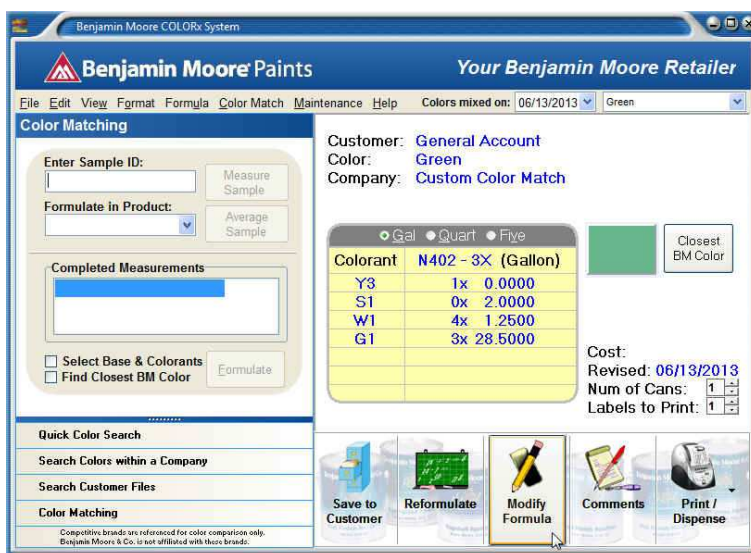 Benjamin Moore COLORx System
Benjamin Moore Paints
Your Benjamin Moore Retailer
File Edit View Format Formula Color Match Maintenance Help Colors mixed on: 06/13/2013 Green
Color Matching
Enter Sample ID:
Measure Sample
Formulate in Product:
Average Sample
Completed Measurements
Select Base & Colorants
Find Closest BM Color
Formulate
Quick Color Search
Search Colors within a Company
Search Customer Files
Color Matching
Competitive brands are referenced for color comparison only.
Benjamin Moore & Co. is not affiliated with these brands.
Customer: General Account
Color: Green
Company: Custom Color Match
Gal Quart Five
Colorant N402 - 3X (Gallon)
Y3 1x 0.0000
S1 0x 2.0000
W1 4x 1.2500
G1 3x 28.5000
Closest BM Color
Cost:
Revised: 06/13/2013
Num of Cans: 1
Labels to Print: 1
Save to Customer
Reformulate
Modify Formula
Comments
Print / Dispense